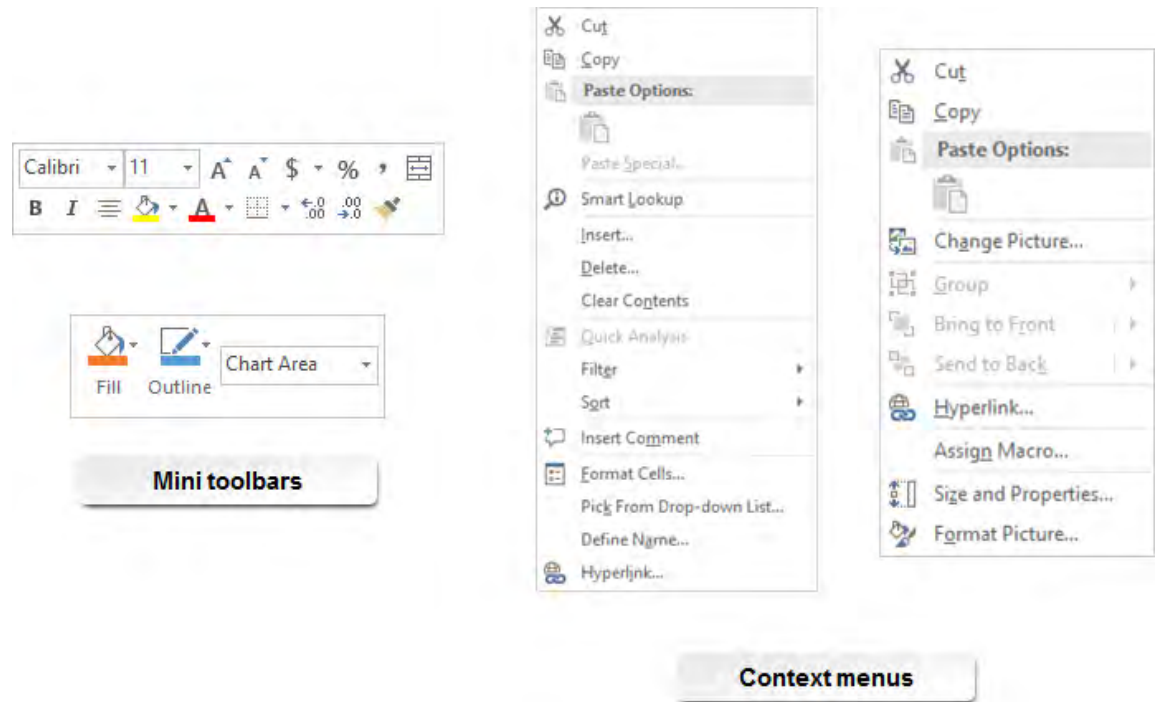 Calibri 11 A A $ % ,
B I A .0 .00 .00 .0
Fill Outline Chart Area
Mini toolbars
Cut
Copy
Paste Options:
Paste Special...
Smart Lookup
Insert...
Delete...
Clear Contents
Quick Analysis
Filter
Sort
Insert Comment
Format Cells...
Pick From Drop-down List...
Define Name...
Hyperlink...
Cut
Copy
Paste Options:
Change Picture...
Group
Bring to Front
Send to Back
Hyperlink...
Assign Macro...
Size and Properties...
Format Picture...
Context menus